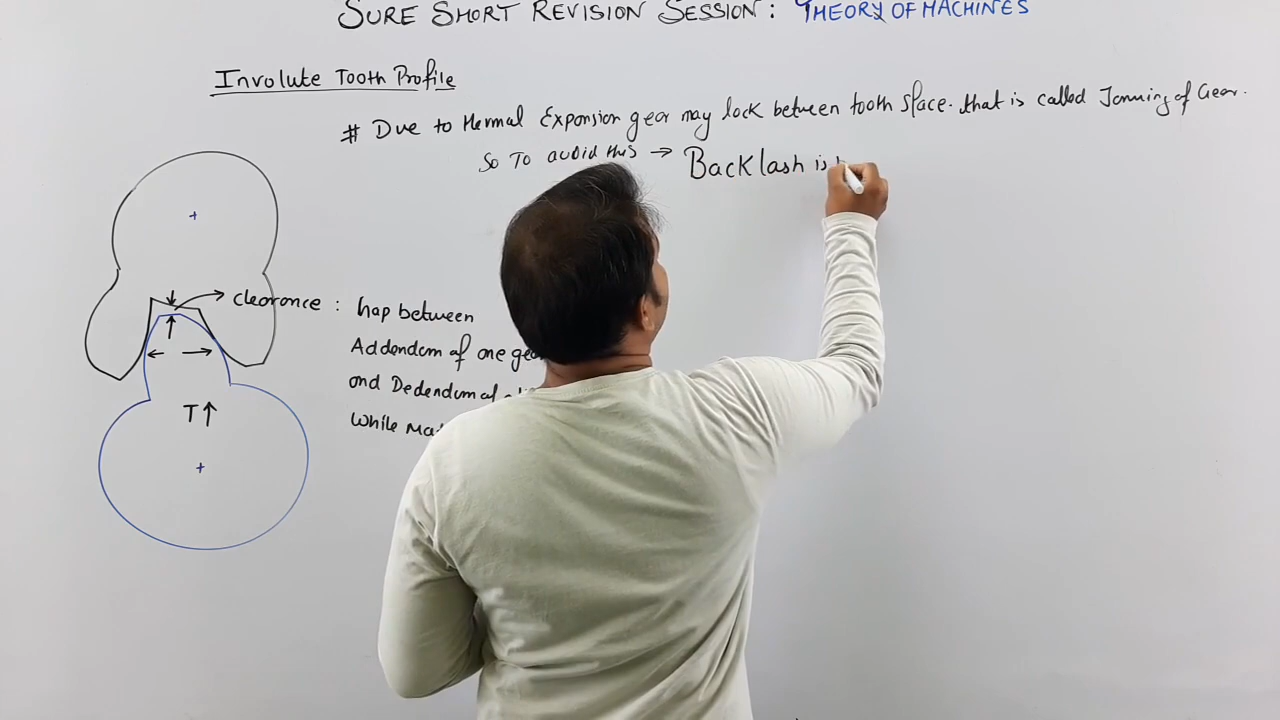 SURE SHORT REVISION SESSION: THEORY OF MACHINES
Involute Tooth Profile
# Due to thermal Expansion gear may lock between tooth space. that is called Jamming of Gear.
So To avoid this → Backlash is
clearance : Gap between
Addendum of one gea
and Dedendum of
while Ma
T↑